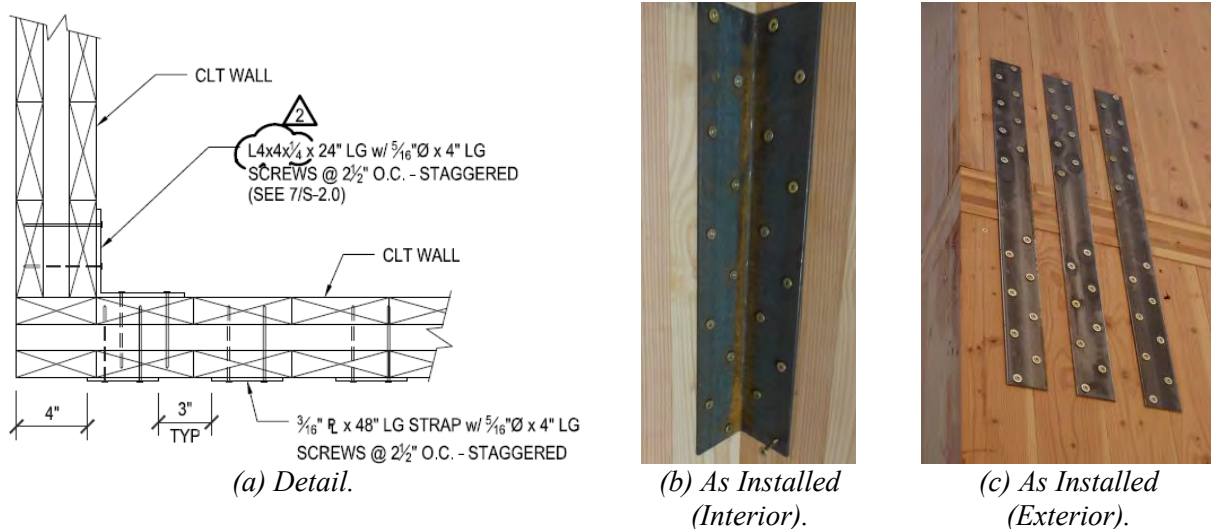 CLT WALL
2
L4x4x¼ x 24" LG w/ 5⁄16"Ø x 4" LG
SCREWS @ 2½" O.C. - STAGGERED
(SEE 7/S-2.0)
CLT WALL
4"
3"
TYP
3⁄16" ℄ x 48" LG STRAP w/ 5⁄16"Ø x 4" LG
SCREWS @ 2½" O.C. - STAGGERED
(a) Detail.
(b) As Installed
(Interior).
(c) As Installed
(Exterior).